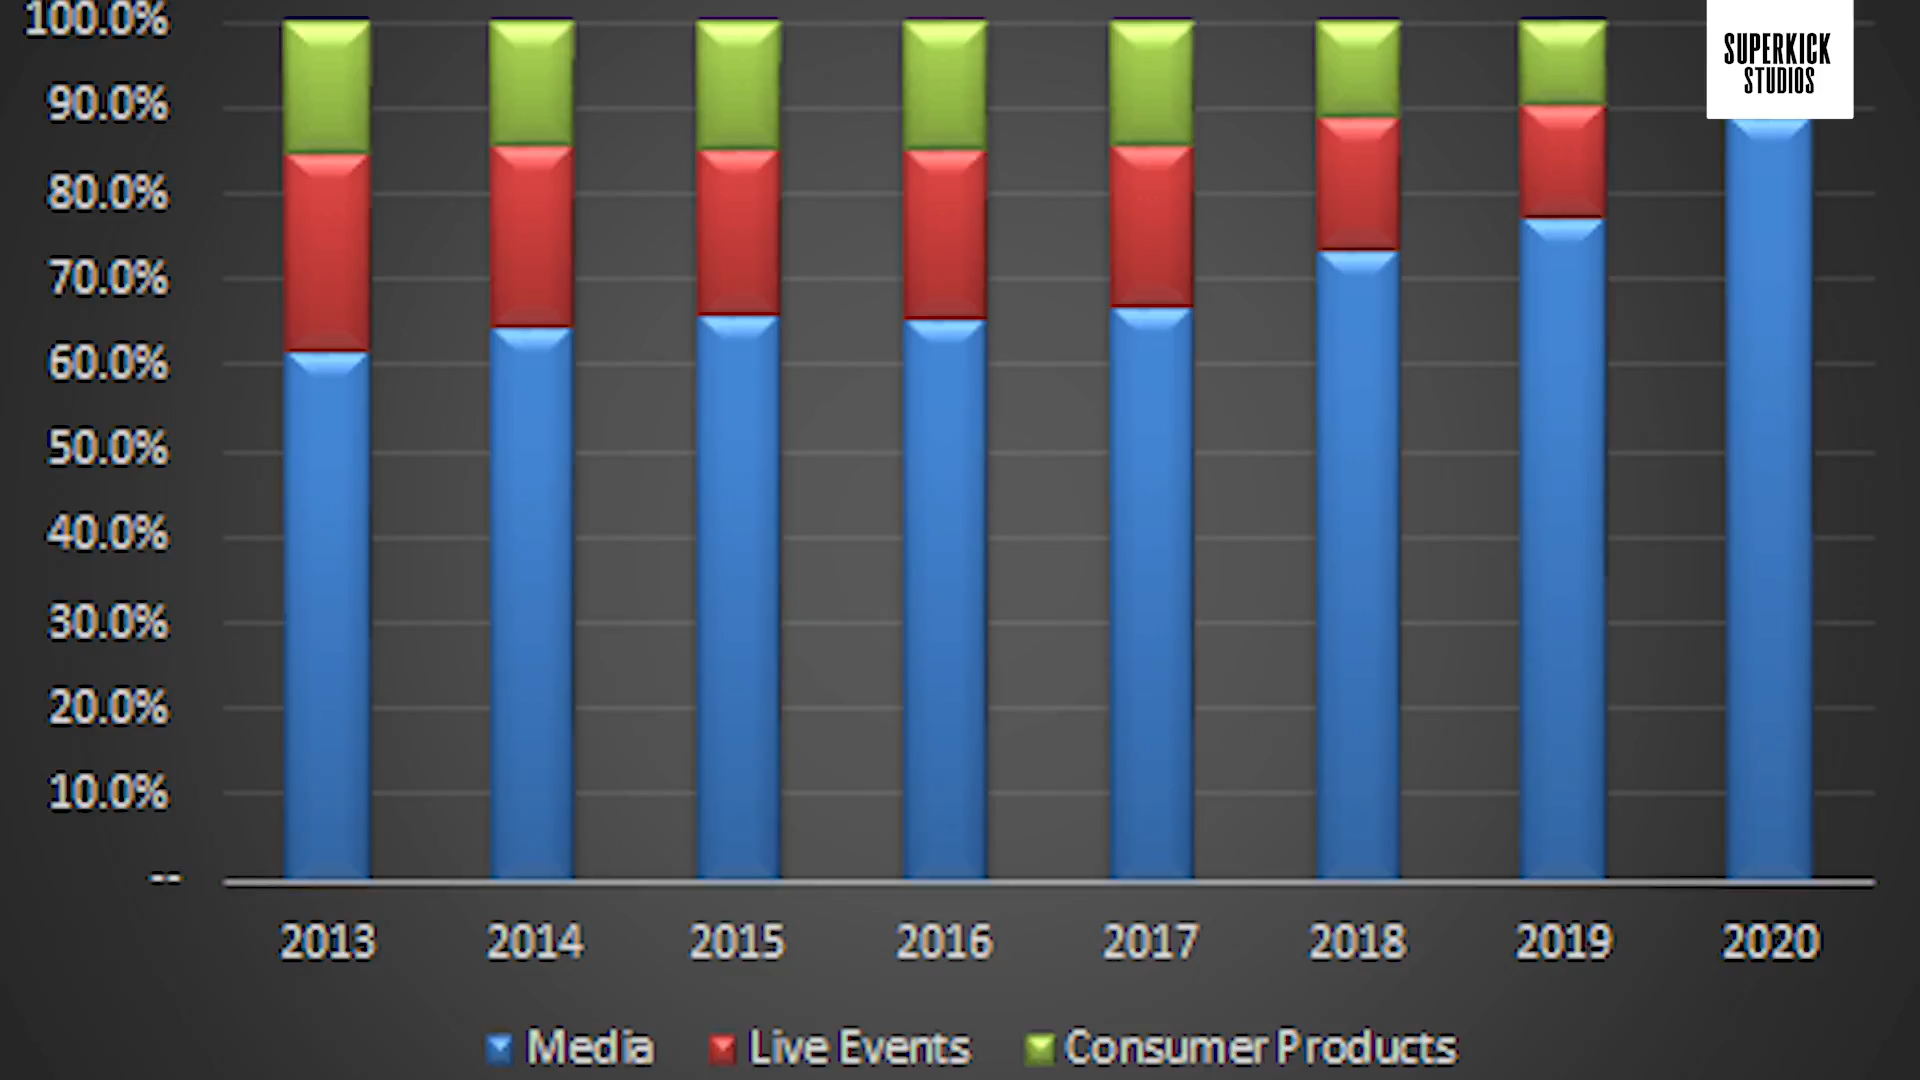 100.0%
SUPERKICK
STUDIOS
90.0%
80.0%
70.0%
60.0%
50.0%
40.0%
30.0%
20.0%
10.0%
--
2013 2014 2015 2016 2017 2018 2019 2020
Media Live Events Consumer Products